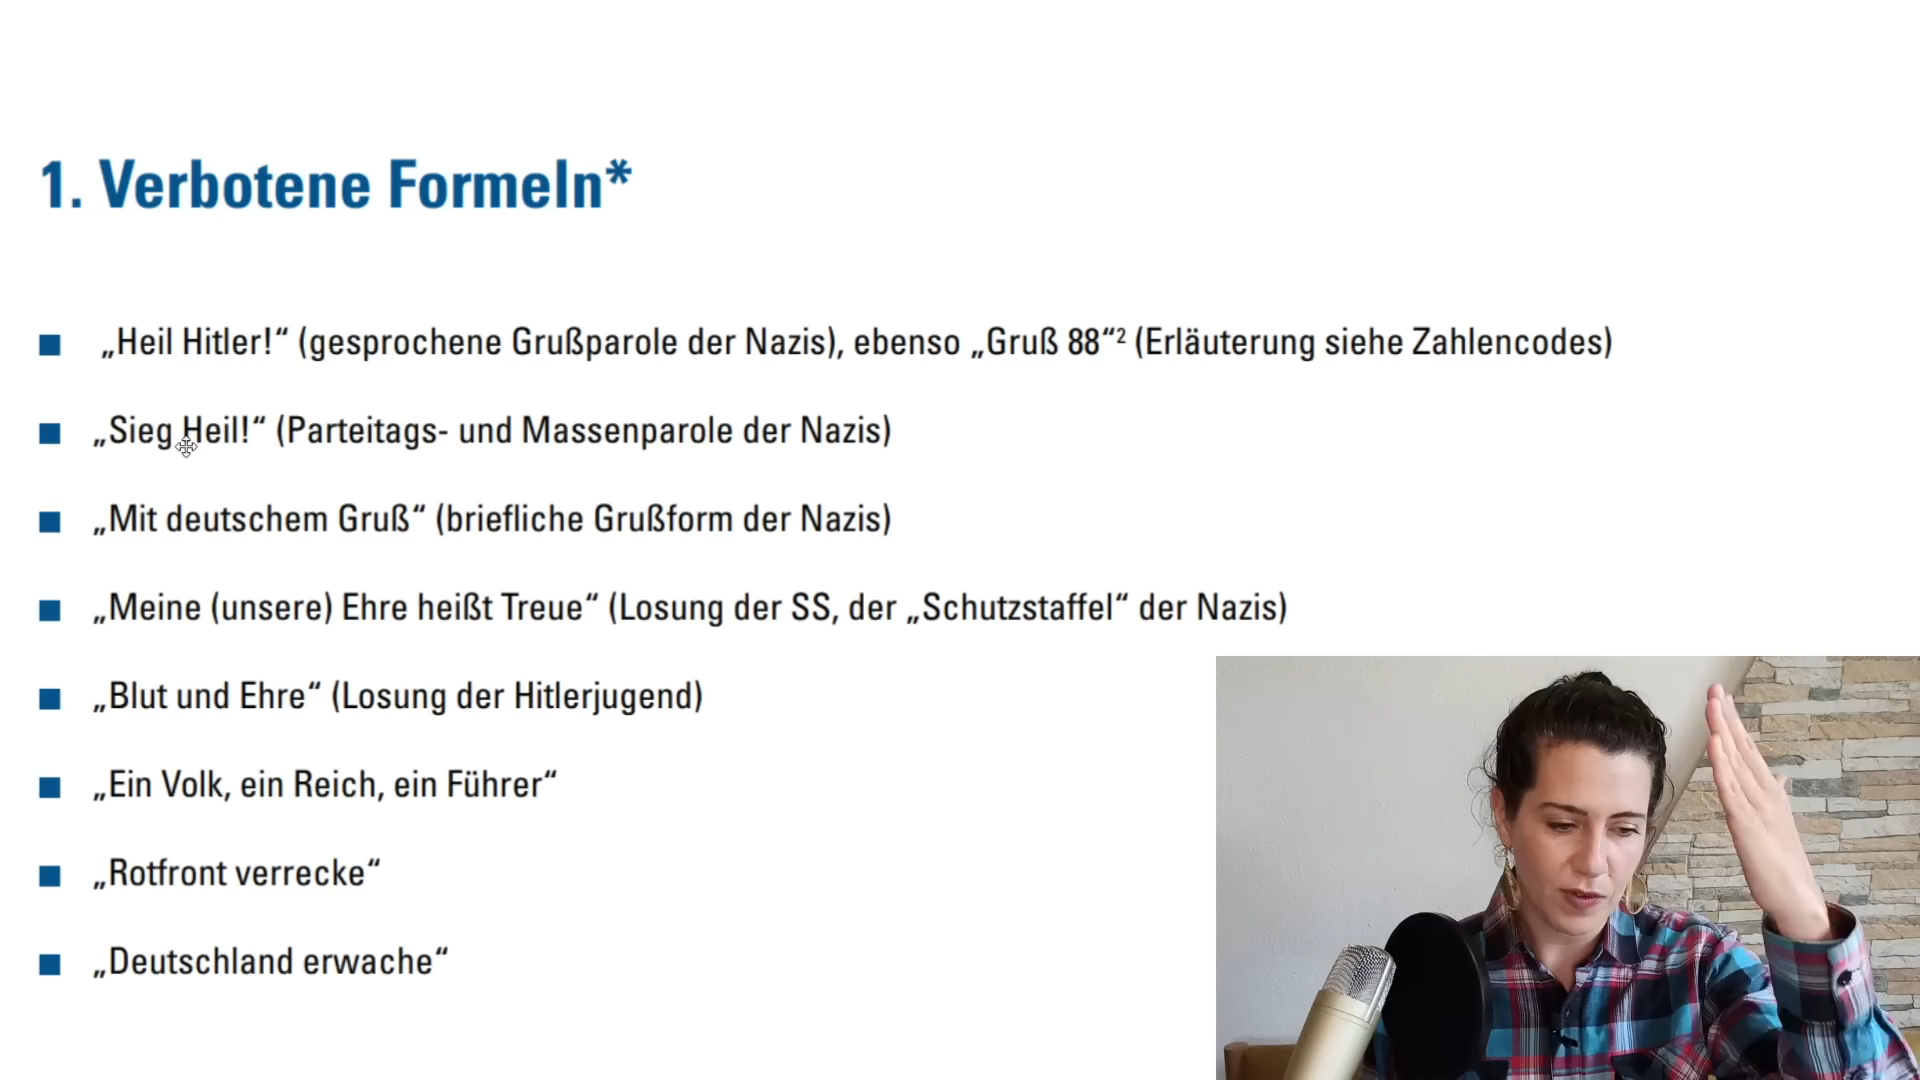 1. Verbotene Formeln*
■ „Heil Hitler!“ (gesprochene Grußparole der Nazis), ebenso „Gruß 88“² (Erläuterung siehe Zahlencodes)
■ „Sieg Heil!“ (Parteitags- und Massenparole der Nazis)
■ „Mit deutschem Gruß“ (briefliche Grußform der Nazis)
■ „Meine (unsere) Ehre heißt Treue“ (Losung der SS, der „Schutzstaffel“ der Nazis)
■ „Blut und Ehre“ (Losung der Hitlerjugend)
■ „Ein Volk, ein Reich, ein Führer“
■ „Rotfront verrecke“
■ „Deutschland erwache“